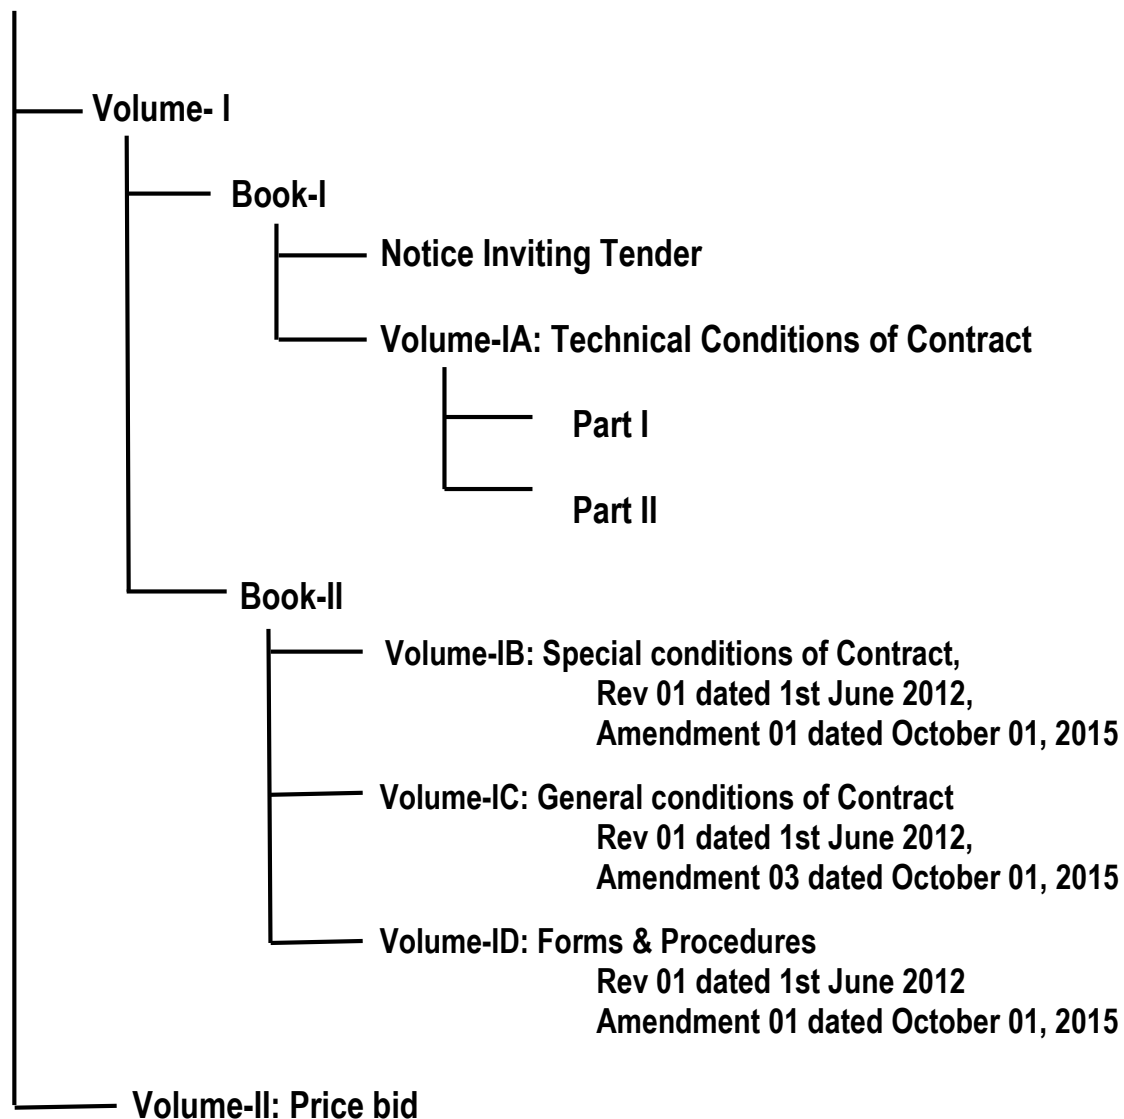 Volume- I
Book-I
Notice Inviting Tender
Volume-IA: Technical Conditions of Contract
Part I
Part II
Book-II
Volume-IB: Special conditions of Contract,
Rev 01 dated 1st June 2012,
Amendment 01 dated October 01, 2015
Volume-IC: General conditions of Contract
Rev 01 dated 1st June 2012,
Amendment 03 dated October 01, 2015
Volume-ID: Forms & Procedures
Rev 01 dated 1st June 2012
Amendment 01 dated October 01, 2015
Volume-II: Price bid